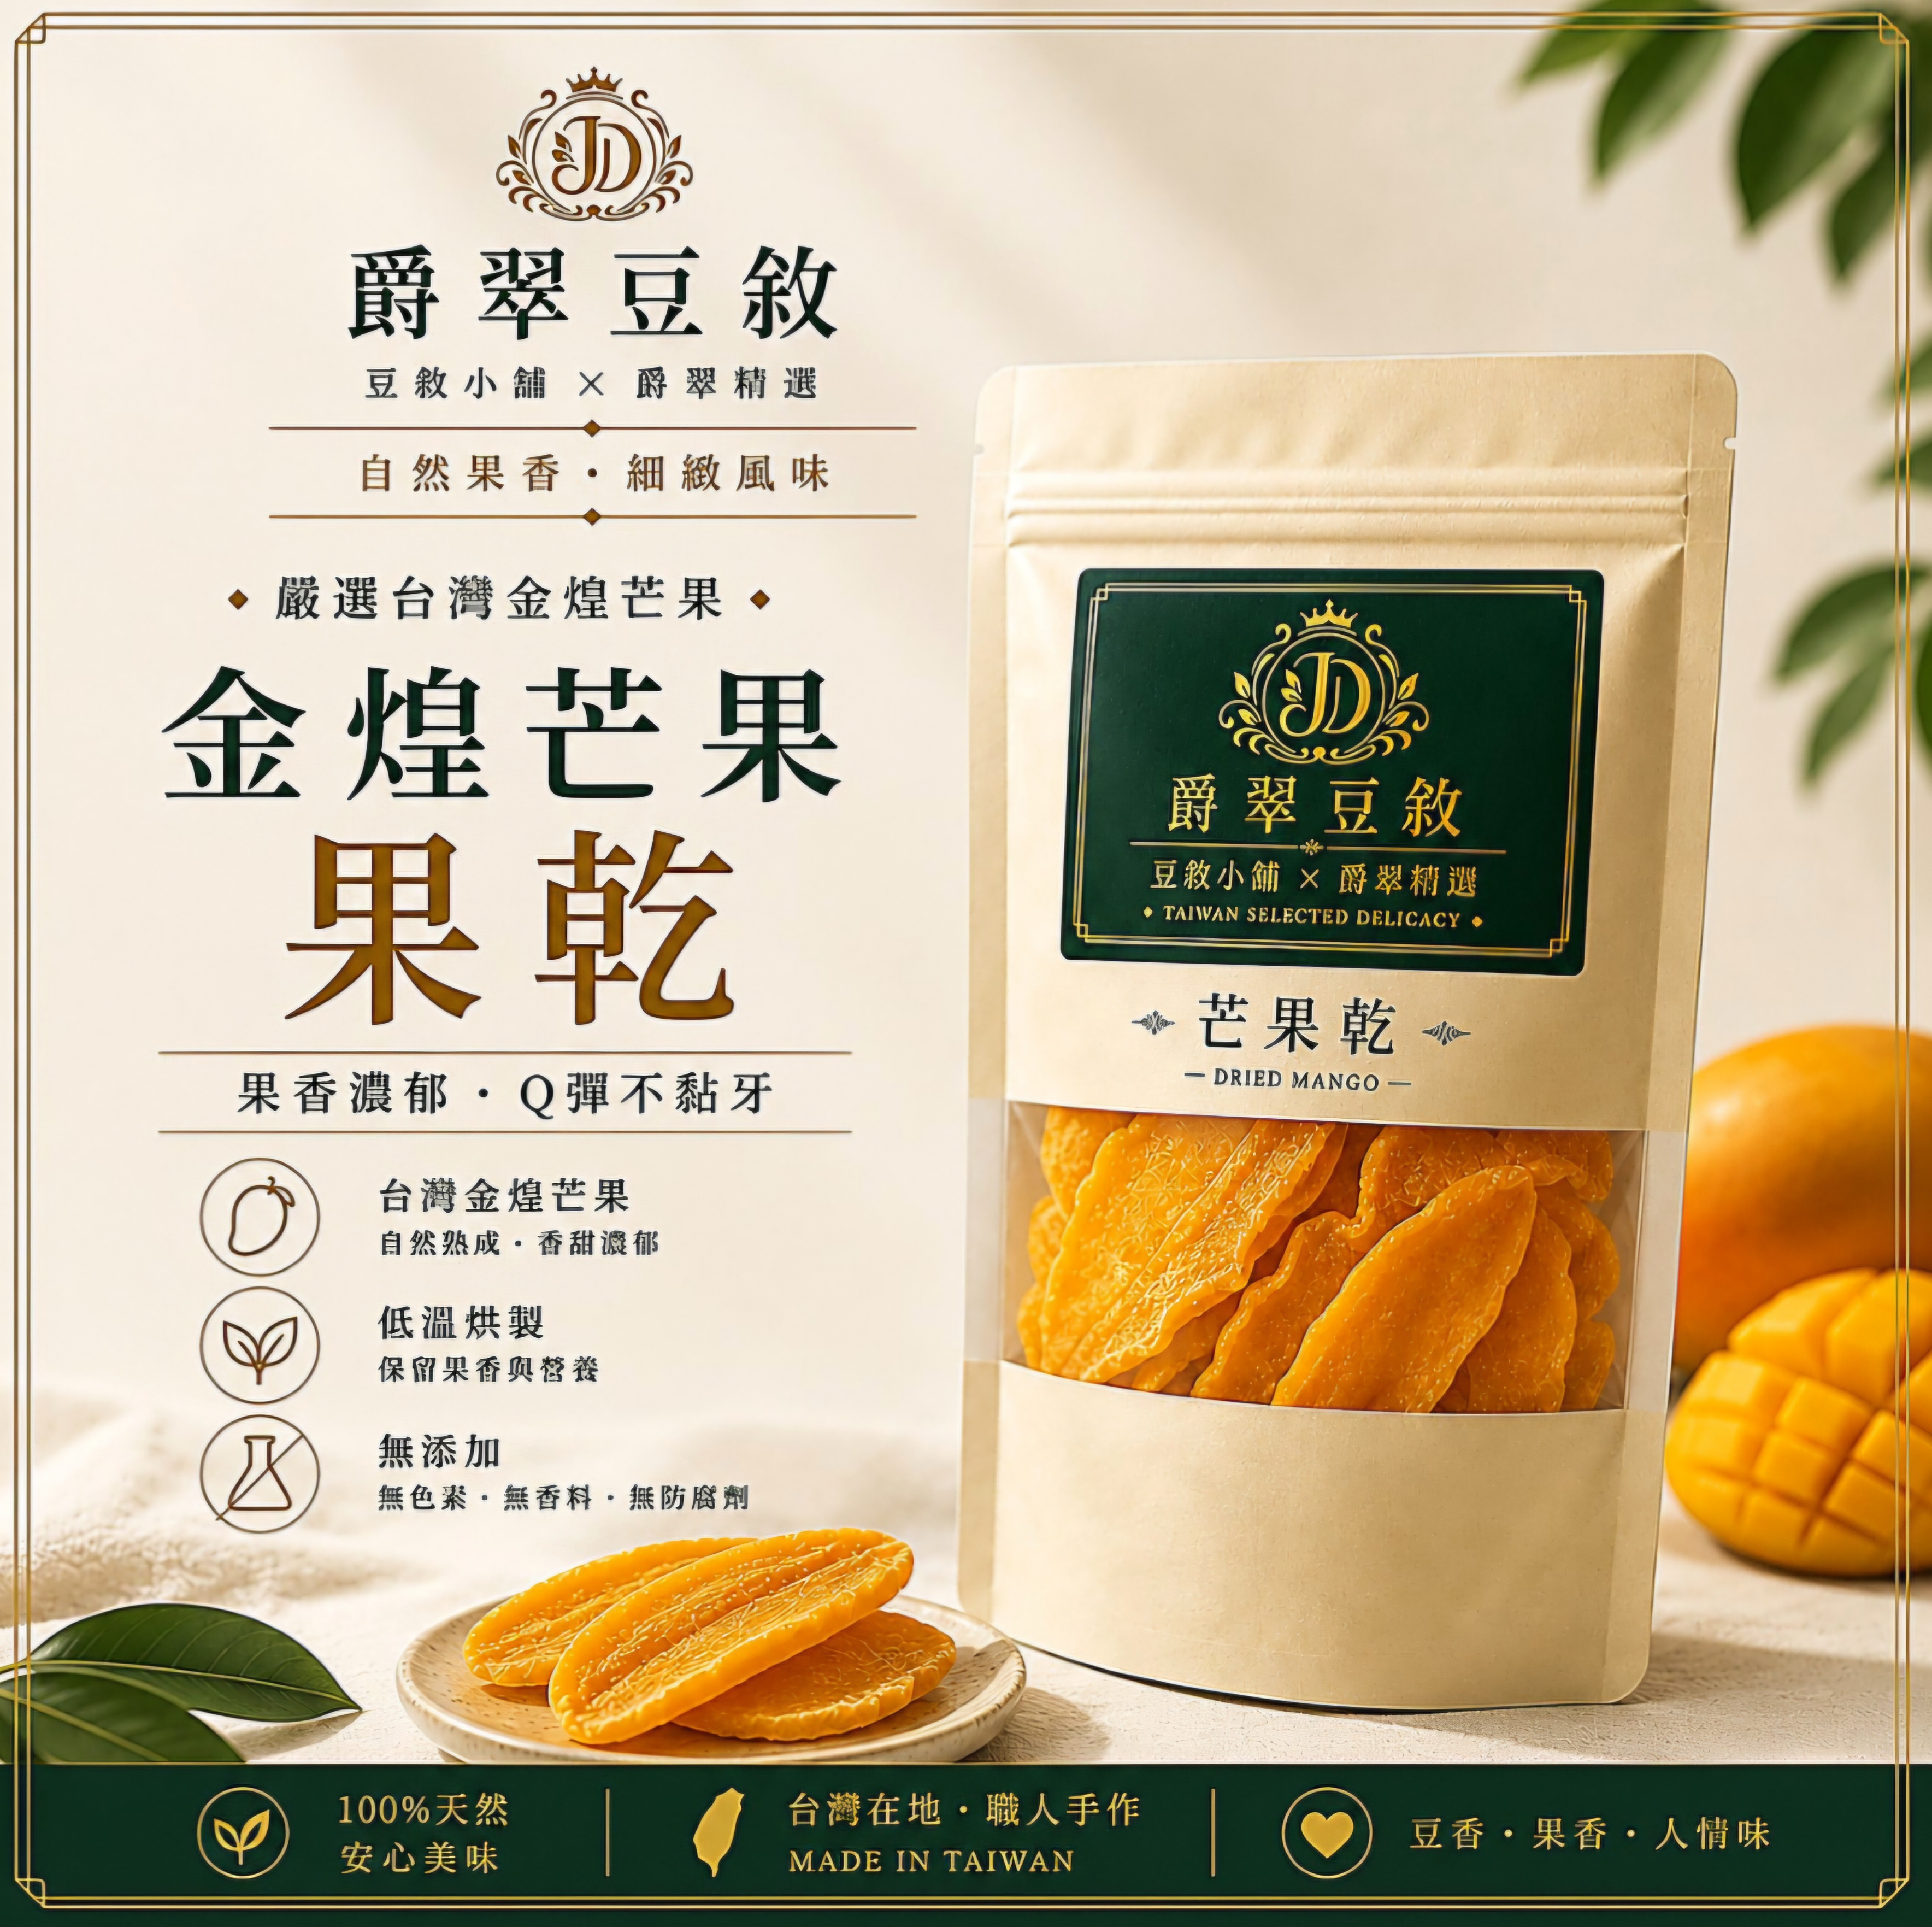 JD
爵翠豆敘
豆敘小舖 × 爵翠精選
自然果香・細緻風味
嚴選台灣金煌芒果
金煌芒果
果乾
果香濃郁・Q彈不黏牙
台灣金煌芒果
自然熟成・香甜濃郁
低溫烘製
保留果香與營養
無添加
無色素・無香料・無防腐劑
JD
爵翠豆敘
豆敘小舖 × 爵翠精選
TAIWAN SELECTED DELICACY
芒果乾
DRIED MANGO
100%天然
安心美味
台灣在地・職人手作
MADE IN TAIWAN
豆香・果香・人情味